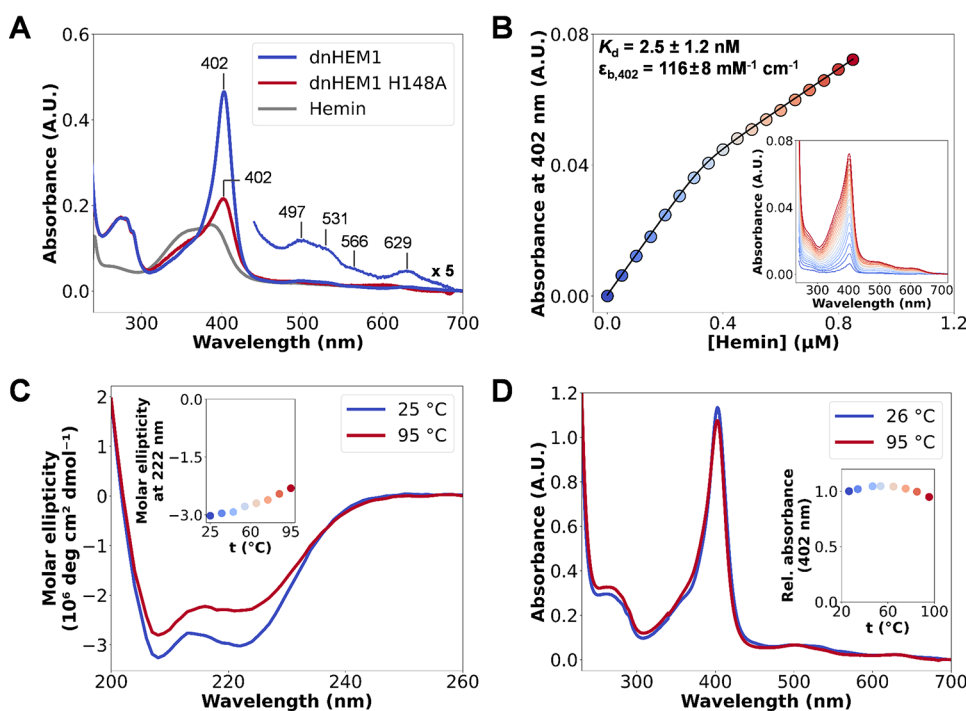 A
Absorbance (A.U.)
0.6
0.4
0.2
0.0
402
402
497
531
566
629
x 5
dnHEM1
dnHEM1 H148A
Hemin
300
400
500
600
700
Wavelength (nm)
B
Absorbance at 402 nm (A.U.)
0.08
0.04
0.00
Kd = 2.5 ± 1.2 nM
εb,402 = 116±8 mM⁻¹ cm⁻¹
0.0
0.4
0.8
1.2
[Hemin] (μM)
Absorbance (A.U.)
0.08
0.04
0.00
300 400 500 600 700
Wavelength (nm)
C
Molar ellipticity
(10⁶ deg cm² dmol⁻¹)
2
1
0
−1
−2
−3
25 °C
95 °C
Molar ellipticity
at 222 nm
0.0
−1.5
−3.0
25 60 95
t (°C)
200
220
240
260
Wavelength (nm)
D
Absorbance (A.U.)
1.2
1.0
0.8
0.6
0.4
0.2
0.0
26 °C
95 °C
Rel. absorbance
(402 nm)
1.0
0.5
0.0
20 60 100
t (°C)
300
400
500
600
700
Wavelength (nm)